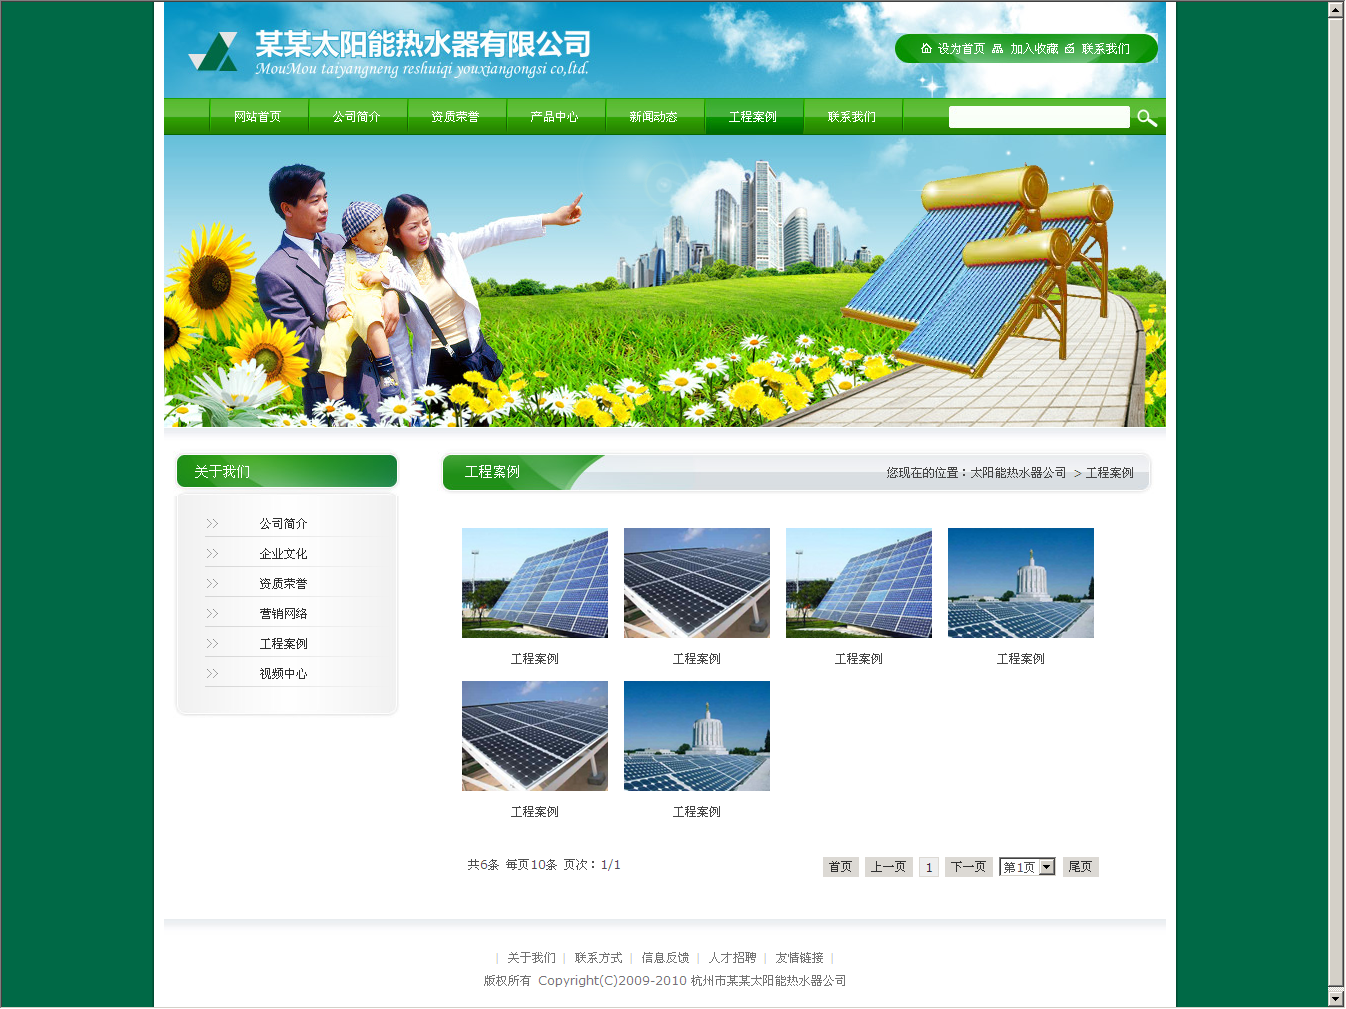 某某太阳能热水器有限公司
MouMou taiyangneng reshuiqi youxiangongsi co,ltd.
设为首页 加入收藏 联系我们
网站首页 公司简介 资质荣誉 产品中心 新闻动态 工程案例 联系我们
关于我们
公司简介
企业文化
资质荣誉
营销网络
工程案例
视频中心
工程案例
您现在的位置：太阳能热水器公司 > 工程案例
工程案例 工程案例 工程案例 工程案例
工程案例 工程案例
共6条 每页10条 页次：1/1
首页 上一页 1 下一页 第1页 尾页
| 关于我们 | 联系方式 | 信息反馈 | 人才招聘 | 友情链接 |
版权所有 Copyright(C)2009-2010 杭州市某某太阳能热水器公司